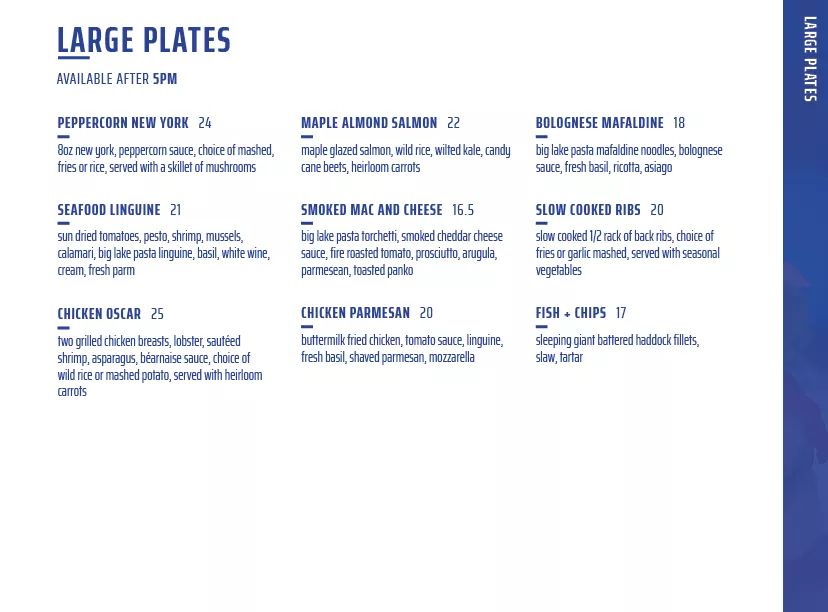 LARGE PLATES
AVAILABLE AFTER 5PM
PEPPERCORN NEW YORK 24
8oz new york, peppercorn sauce, choice of mashed,
fries or rice, served with a skillet of mushrooms
SEAFOOD LINGUINE 21
sun dried tomatoes, pesto, shrimp, mussels,
calamari, big lake pasta linguine, basil, white wine,
cream, fresh parm
CHICKEN OSCAR 25
two grilled chicken breasts, lobster, sautéed
shrimp, asparagus, béarnaise sauce, choice of
wild rice or mashed potato, served with heirloom
carrots
MAPLE ALMOND SALMON 22
maple glazed salmon, wild rice, wilted kale, candy
cane beets, heirloom carrots
SMOKED MAC AND CHEESE 16.5
big lake pasta torchetti, smoked cheddar cheese
sauce, fire roasted tomato, prosciutto, arugula,
parmesean, toasted panko
CHICKEN PARMESAN 20
buttermilk fried chicken, tomato sauce, linguine,
fresh basil, shaved parmesan, mozzarella
BOLOGNESE MAFALDINE 18
big lake pasta mafaldine noodles, bolognese
sauce, fresh basil, ricotta, asiago
SLOW COOKED RIBS 20
slow cooked 1/2 rack of back ribs, choice of
fries or garlic mashed, served with seasonal
vegetables
FISH + CHIPS 17
sleeping giant battered haddock fillets,
slaw, tartar
LARGE PLATES